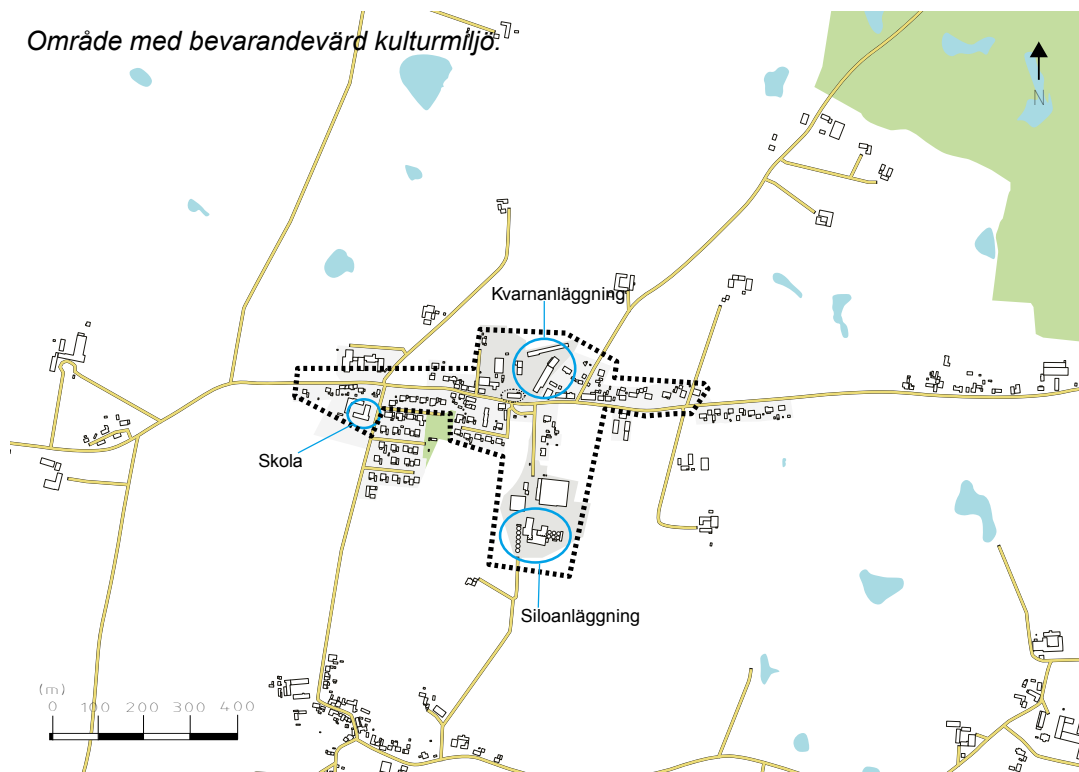 Område med bevarandevärd kulturmiljö.
N
Kvarnanläggning
Skola
Siloanläggning
(m)
0 100 200 300 400